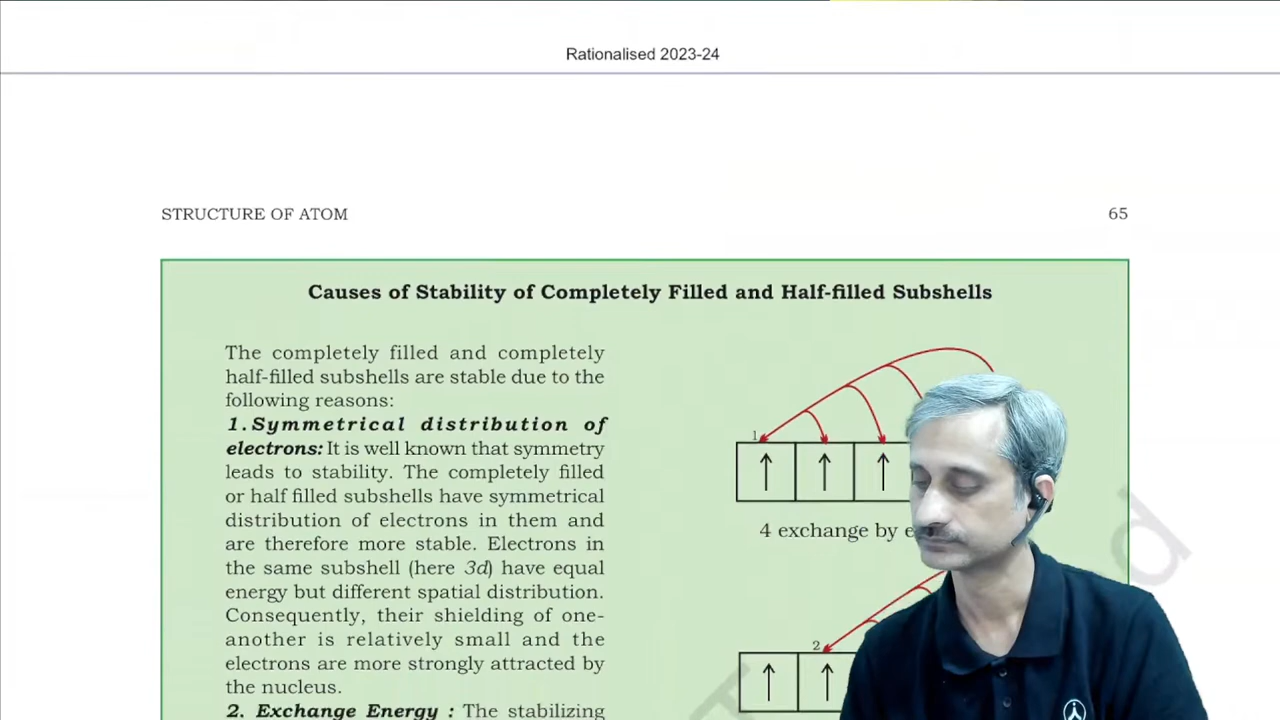 Rationalised 2023-24
STRUCTURE OF ATOM 65
Causes of Stability of Completely Filled and Half-filled Subshells
The completely filled and completely
half-filled subshells are stable due to the
following reasons:
1.Symmetrical distribution of
electrons: It is well known that symmetry
leads to stability. The completely filled
or half filled subshells have symmetrical
distribution of electrons in them and
are therefore more stable. Electrons in
the same subshell (here 3d) have equal
energy but different spatial distribution.
Consequently, their shielding of one-
another is relatively small and the
electrons are more strongly attracted by
the nucleus.
2. Exchange Energy : The stabilizing
1
4 exchange by
2
d